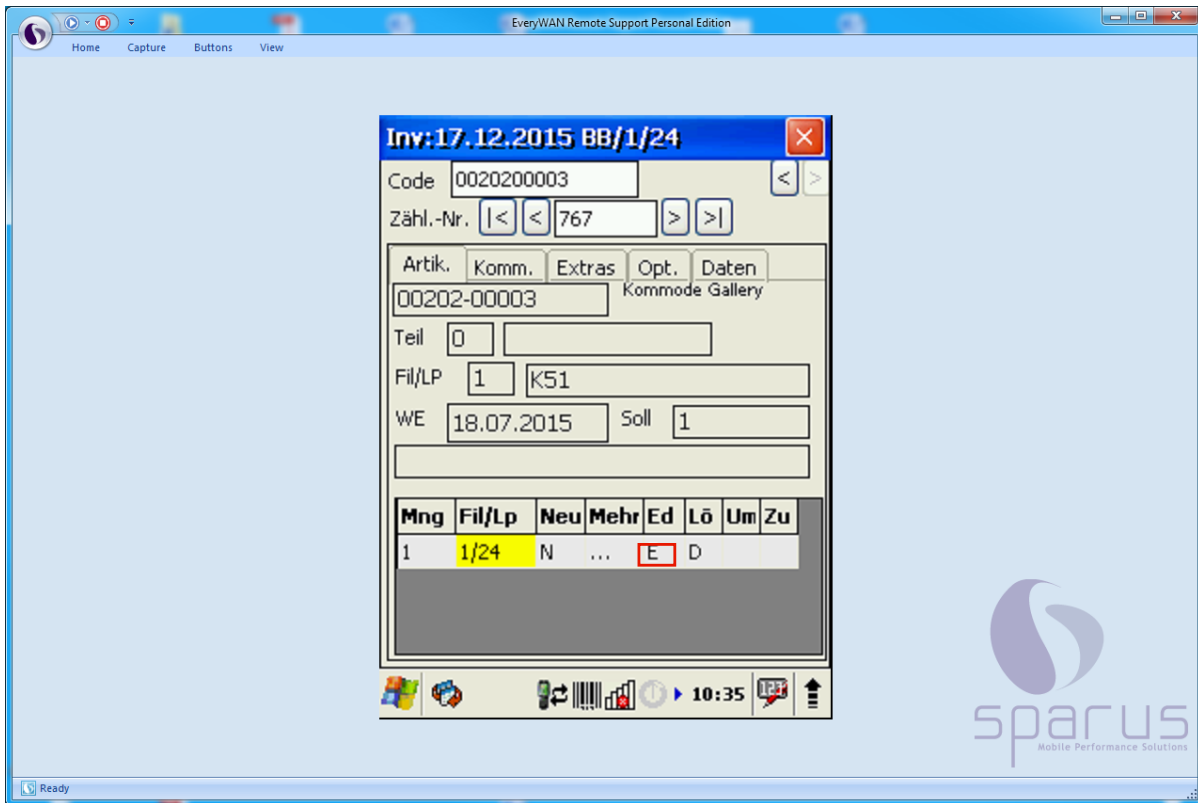 EveryWAN Remote Support Personal Edition
Home Capture Buttons View
Inv:17.12.2015 BB/1/24
Code 0020200003 < >
Zähl.-Nr. |< < 767 > >|
Artik. Komm. Extras Opt. Daten
00202-00003 Kommode Gallery
Teil 0
Fil/LP 1 K51
WE 18.07.2015 Soll 1
Mng Fil/Lp Neu Mehr Ed Lö Um Zu
1 1/24 N ... E D
10:35 123
sparus
Mobile Performance Solutions
Ready